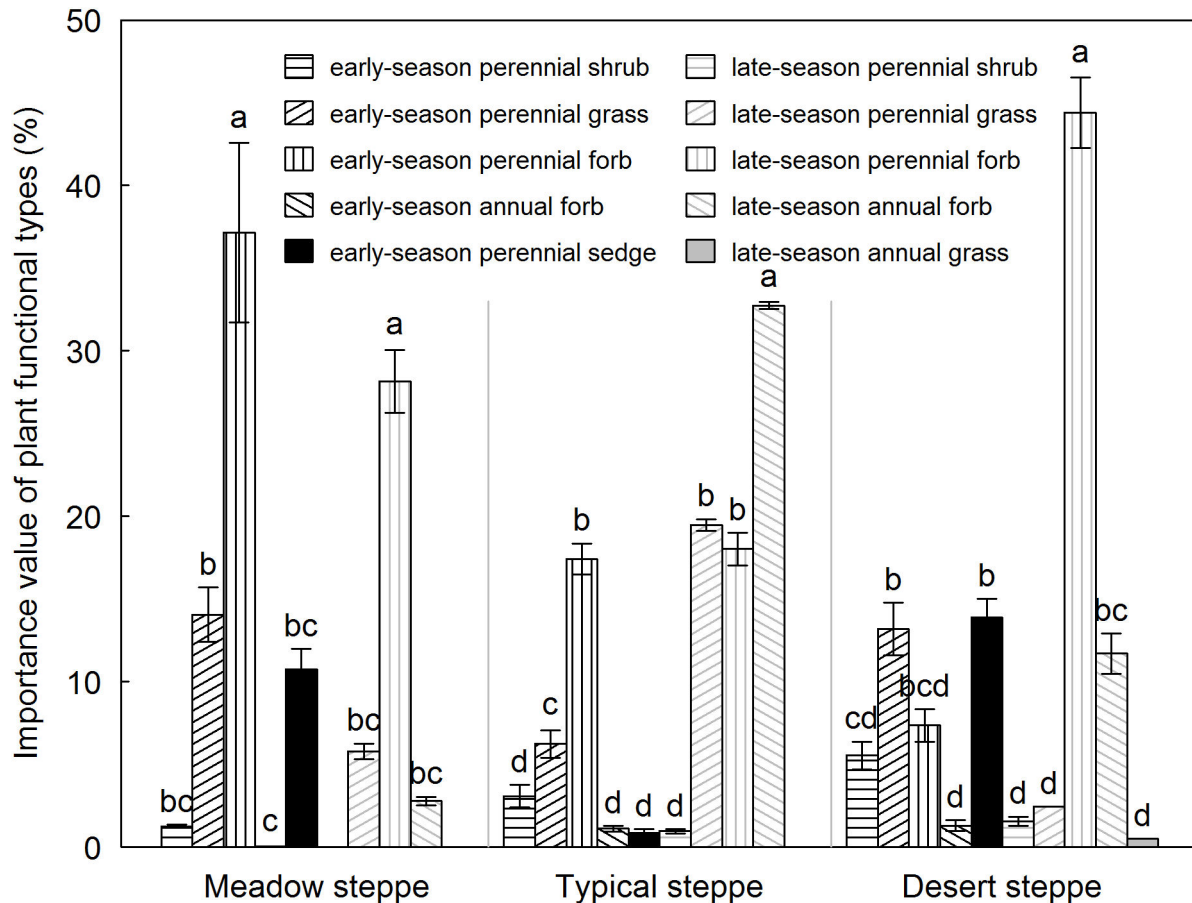 Importance value of plant functional types (%)
50
40
30
20
10
0
early-season perennial shrub
early-season perennial grass
early-season perennial forb
early-season annual forb
early-season perennial sedge
late-season perennial shrub
late-season perennial grass
late-season perennial forb
late-season annual forb
late-season annual grass
bc
b
a
c
bc
bc
a
bc
d
c
b
d
d
d
b
b
a
cd
b
bcd
d
b
d
d
a
bc
d
Meadow steppe
Typical steppe
Desert steppe